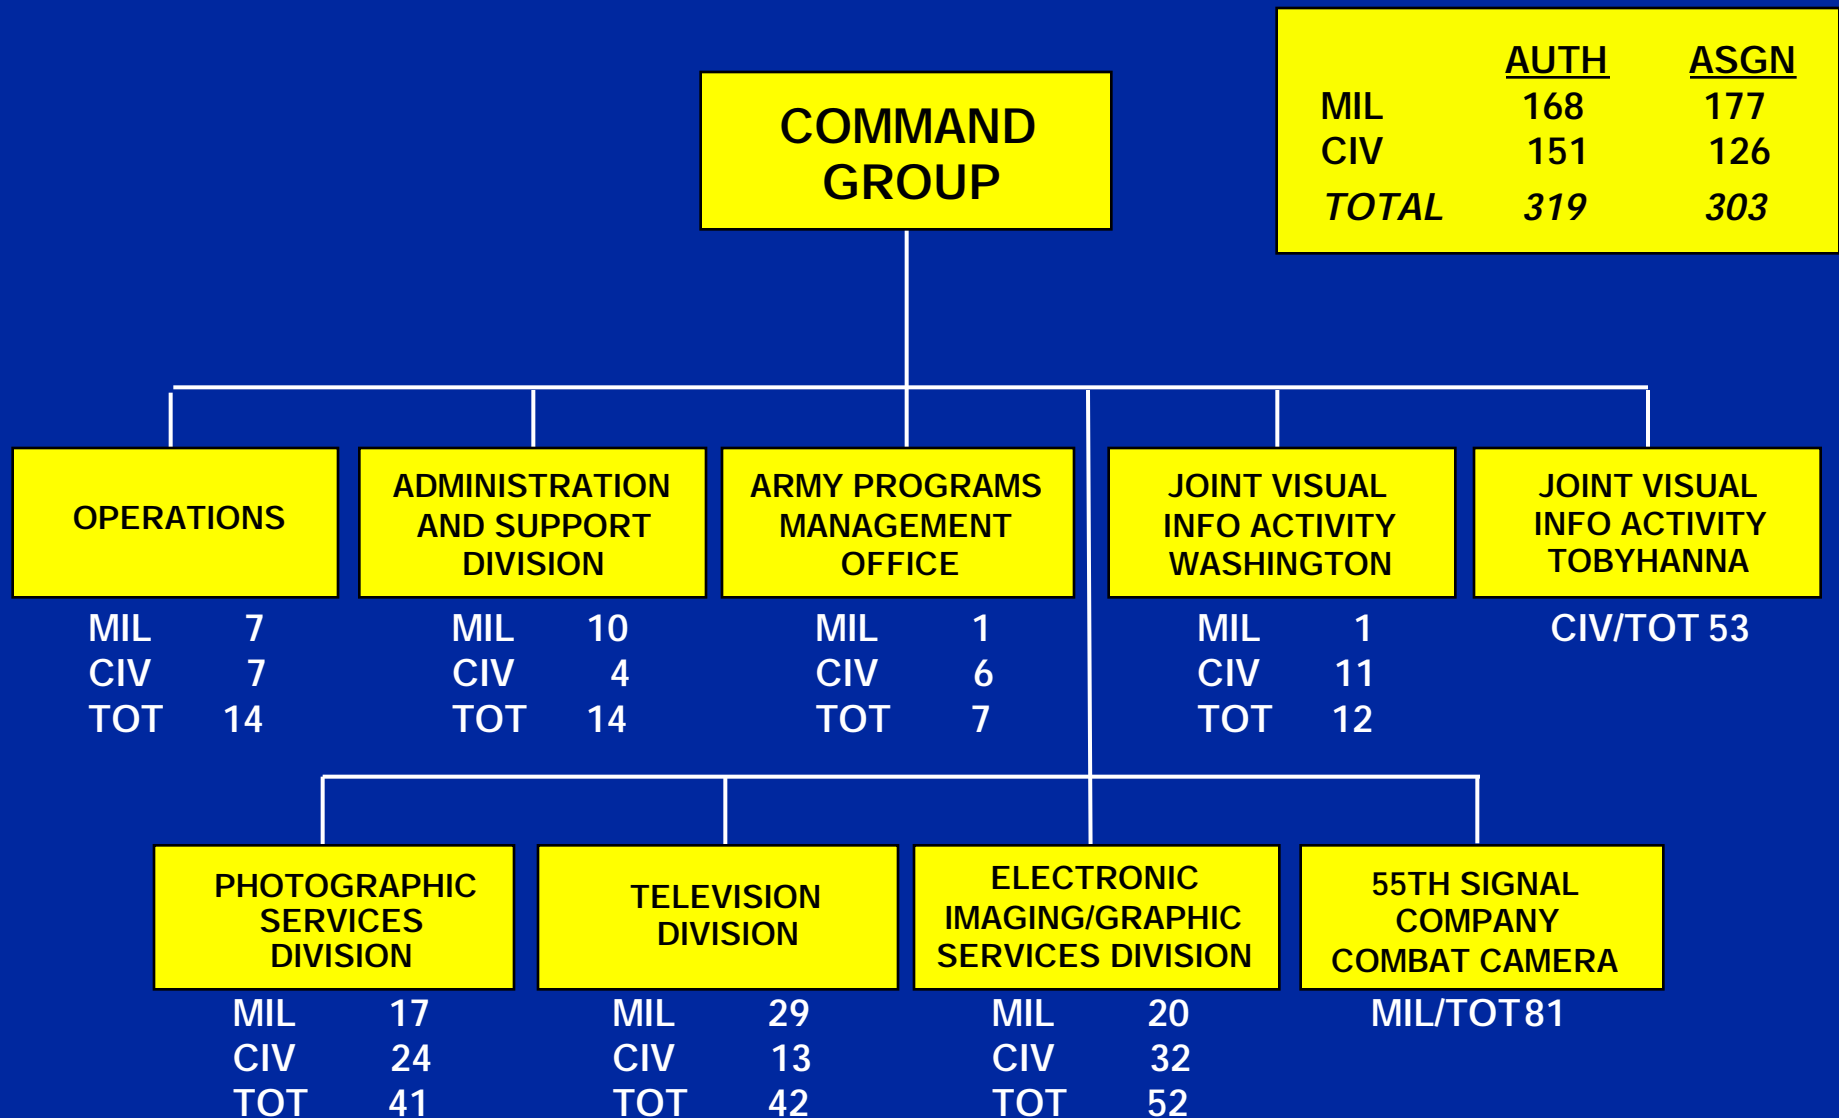 AUTH ASGN
MIL 168 177
CIV 151 126
TOTAL 319 303
COMMAND
GROUP
OPERATIONS
MIL 7
CIV 7
TOT 14
ADMINISTRATION
AND SUPPORT
DIVISION
MIL 10
CIV 4
TOT 14
ARMY PROGRAMS
MANAGEMENT
OFFICE
MIL 1
CIV 6
TOT 7
JOINT VISUAL
INFO ACTIVITY
WASHINGTON
MIL 1
CIV 11
TOT 12
JOINT VISUAL
INFO ACTIVITY
TOBYHANNA
CIV/TOT 53
PHOTOGRAPHIC
SERVICES
DIVISION
MIL 17
CIV 24
TOT 41
TELEVISION
DIVISION
MIL 29
CIV 13
TOT 42
ELECTRONIC
IMAGING/GRAPHIC
SERVICES DIVISION
MIL 20
CIV 32
TOT 52
55TH SIGNAL
COMPANY
COMBAT CAMERA
MIL/TOT 81